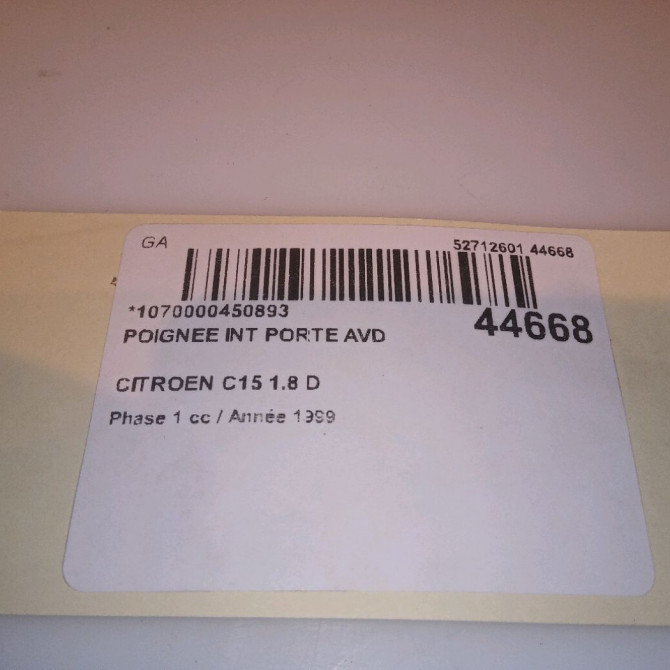 GA
52712601 44668
*1070000450893
44668
POIGNEE INT PORTE AVD
CITROEN C15 1.8 D
Phase 1 cc / Année 1999